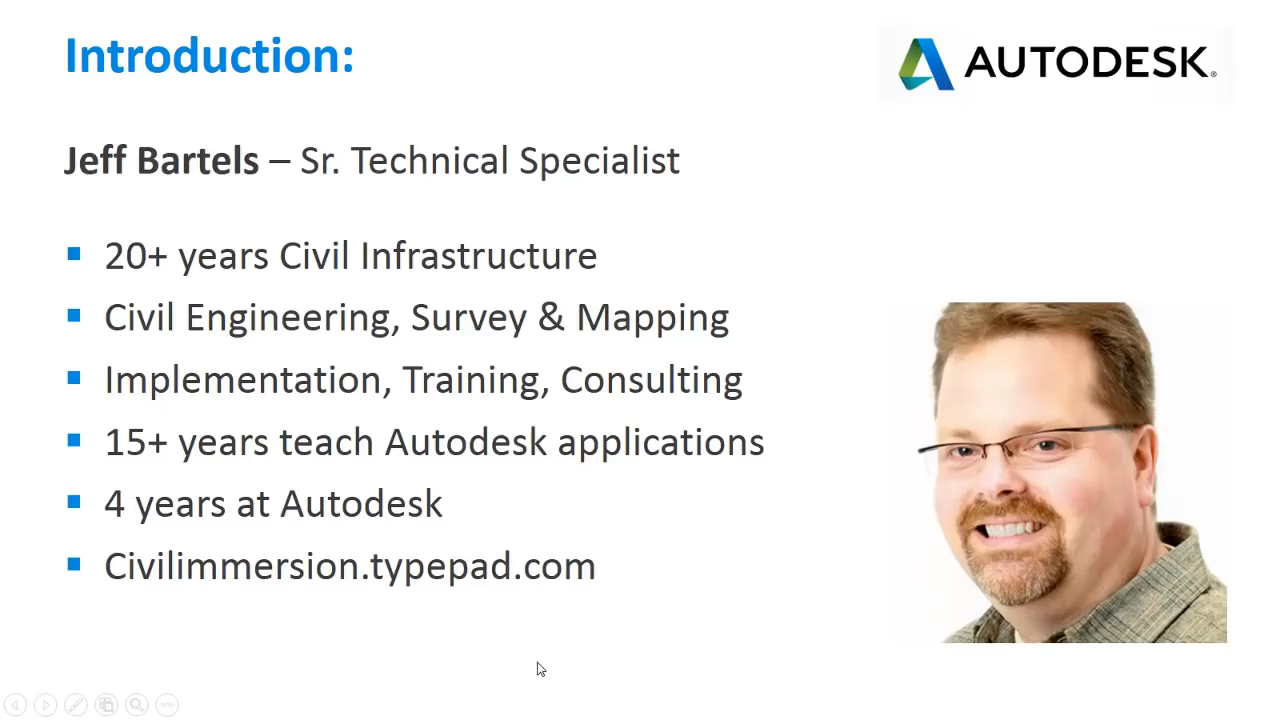 Introduction:
AUTODESK®
Jeff Bartels – Sr. Technical Specialist
20+ years Civil Infrastructure
Civil Engineering, Survey & Mapping
Implementation, Training, Consulting
15+ years teach Autodesk applications
4 years at Autodesk
Civilimmersion.typepad.com